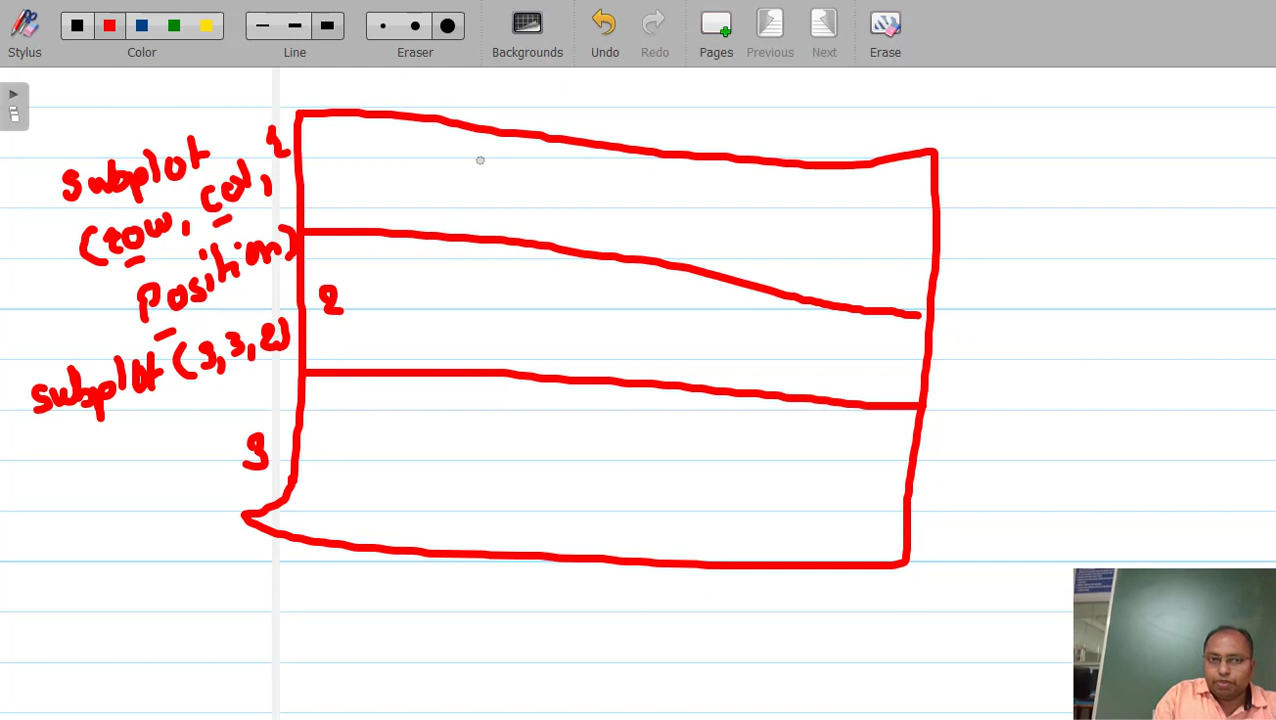 Stylus Color Line Eraser Backgrounds Undo Redo Pages Previous Next Erase
subplot
(row, col,
Position)
subplot (3,3,2)
1
2
3